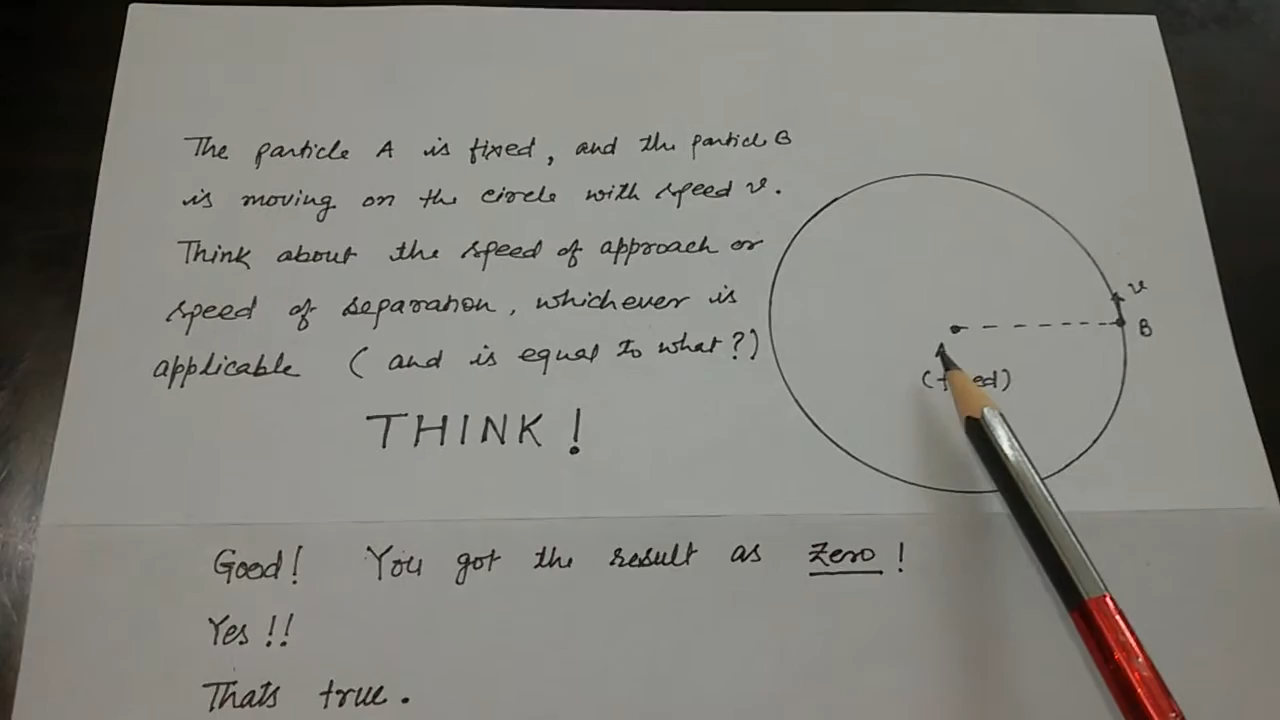 The particle A is fixed, and the particle B
is moving on the circle with speed v.
Think about the speed of approach or
speed of separation, whichever is
applicable ( and is equal to what?)
THINK!
v
B
A
Good! You got the result as Zero!
Yes!!
Thats true.